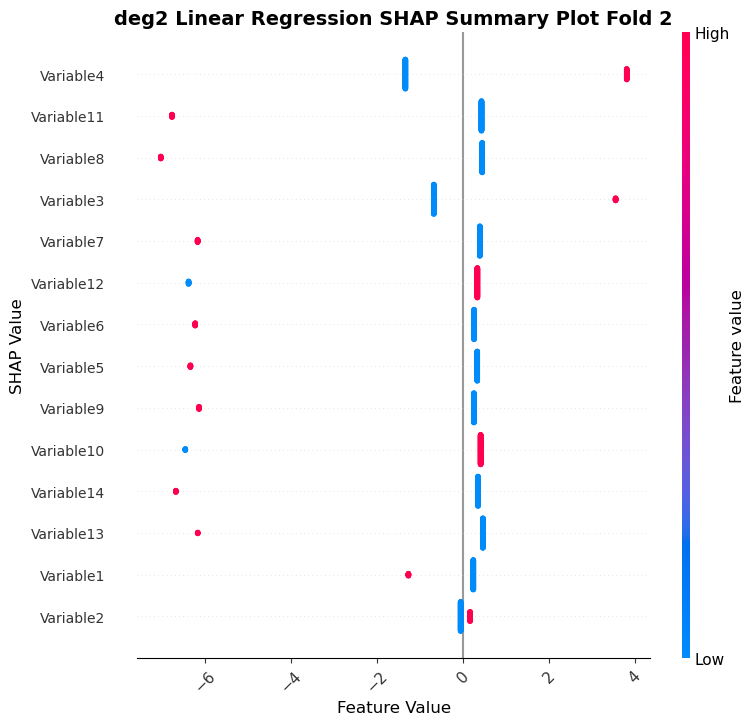 deg2 Linear Regression SHAP Summary Plot Fold 2
High
Variable4
Variable11
Variable8
Variable3
Variable7
Variable12
Variable6
Variable5
Variable9
Variable10
Variable14
Variable13
Variable1
Variable2
SHAP Value
Feature value
Low
−6
−4
−2
0
2
4
Feature Value